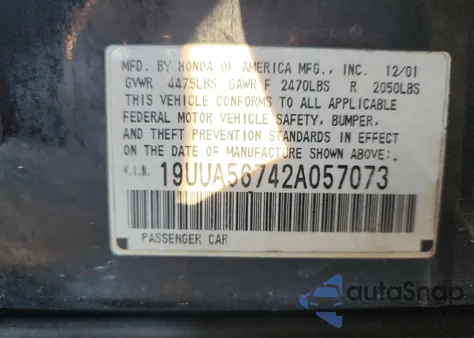 MFD. BY HONDA OF AMERICA MFG., INC. 12/01
GVWR 4475LBS GAWR F 2470LBS R 2050LBS
THIS VEHICLE CONFORMS TO ALL APPLICABLE
FEDERAL MOTOR VEHICLE SAFETY, BUMPER,
AND THEFT PREVENTION STANDARDS IN EFFECT
ON THE DATE OF MANUFACTURE SHOWN ABOVE.
V.I.N. 19UUA56742A057073
PASSENGER CAR
autoSnap